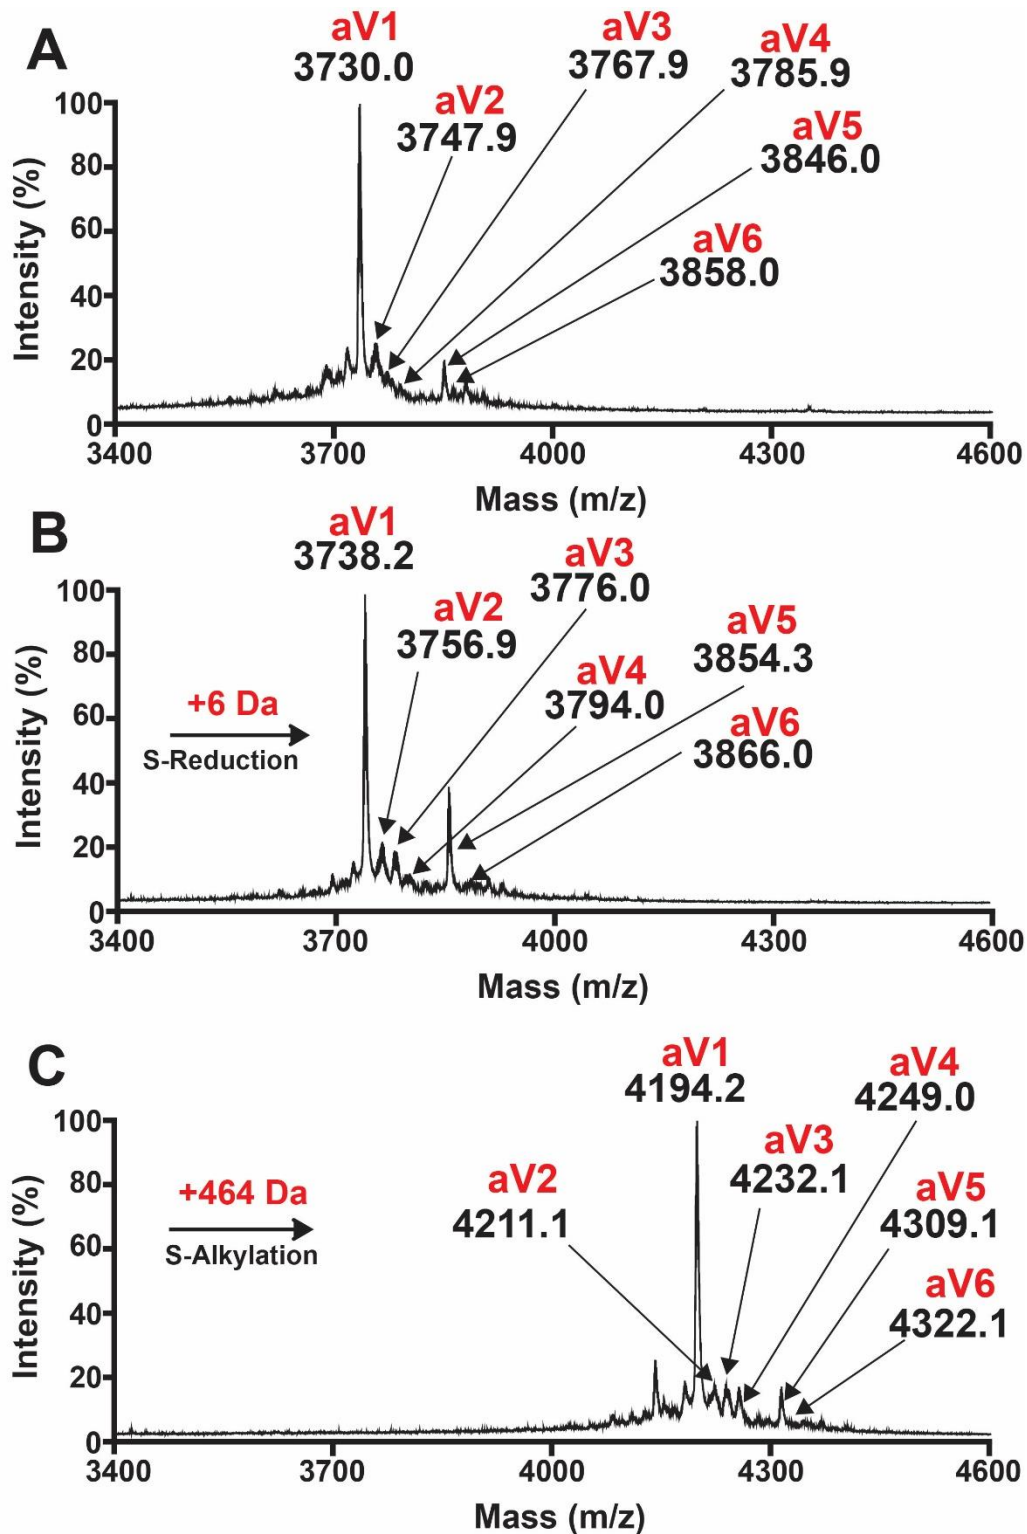 A
aV1
3730.0
aV2
3747.9
aV3
3767.9
aV4
3785.9
aV5
3846.0
aV6
3858.0
Intensity (%)
100
80
60
40
20
0
3400
3700
4000
4300
4600
Mass (m/z)
B
aV1
3738.2
aV2
3756.9
aV3
3776.0
aV4
3794.0
aV5
3854.3
aV6
3866.0
+6 Da
S-Reduction
Intensity (%)
100
80
60
40
20
0
3400
3700
4000
4300
4600
Mass (m/z)
C
aV1
4194.2
aV2
4211.1
aV3
4232.1
aV4
4249.0
aV5
4309.1
aV6
4322.1
+464 Da
S-Alkylation
Intensity (%)
100
80
60
40
20
0
3400
3700
4000
4300
4600
Mass (m/z)